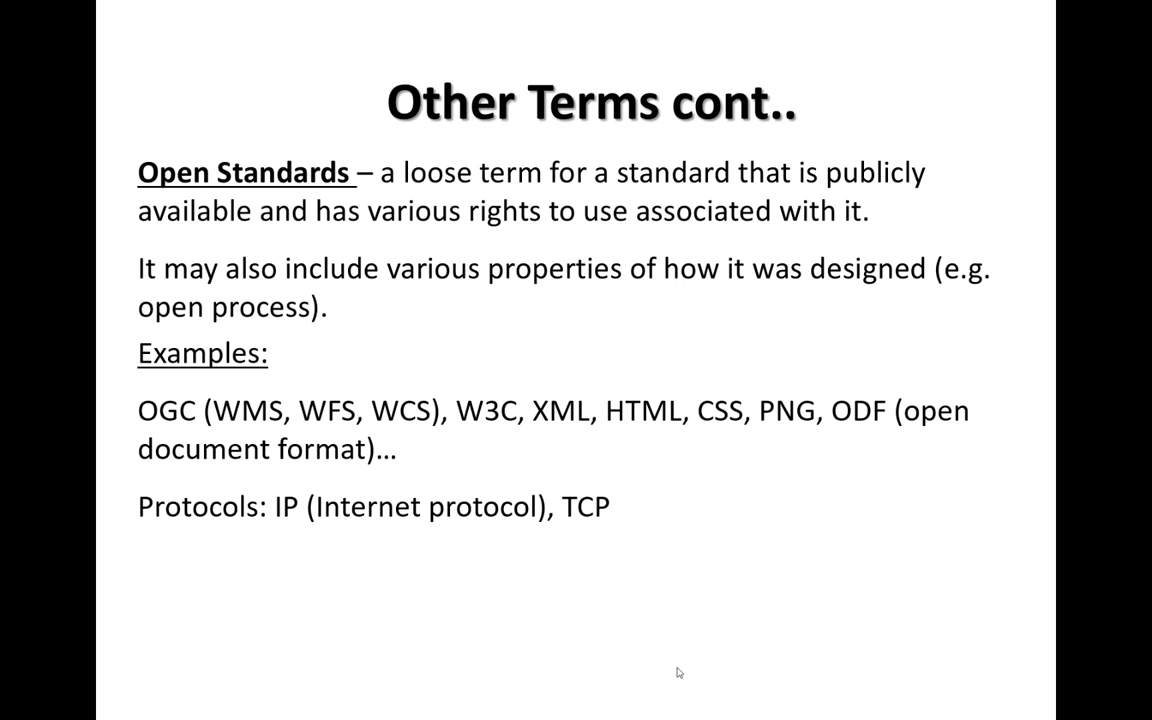 Other Terms cont..
Open Standards – a loose term for a standard that is publicly
available and has various rights to use associated with it.
It may also include various properties of how it was designed (e.g.
open process).
Examples:
OGC (WMS, WFS, WCS), W3C, XML, HTML, CSS, PNG, ODF (open
document format)…
Protocols: IP (Internet protocol), TCP